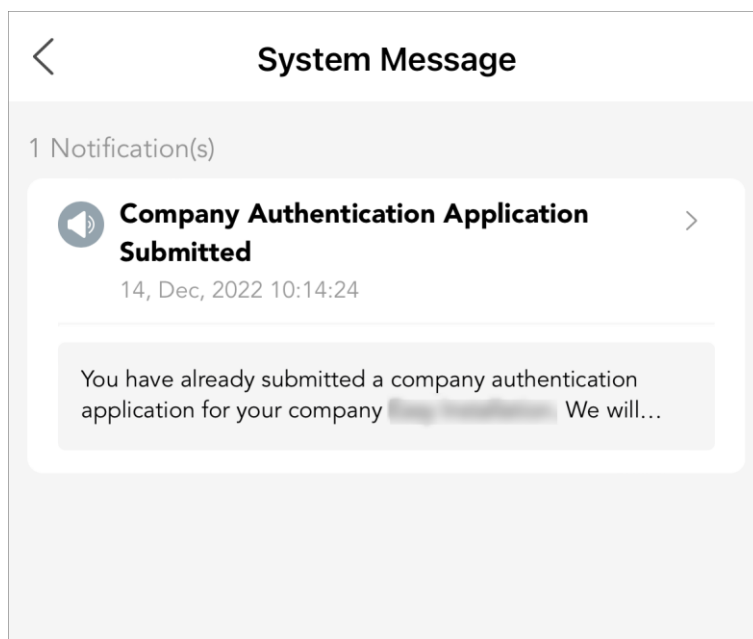 System Message
1 Notification(s)
Company Authentication Application
Submitted
14, Dec, 2022 10:14:24
You have already submitted a company authentication
application for your company We will...